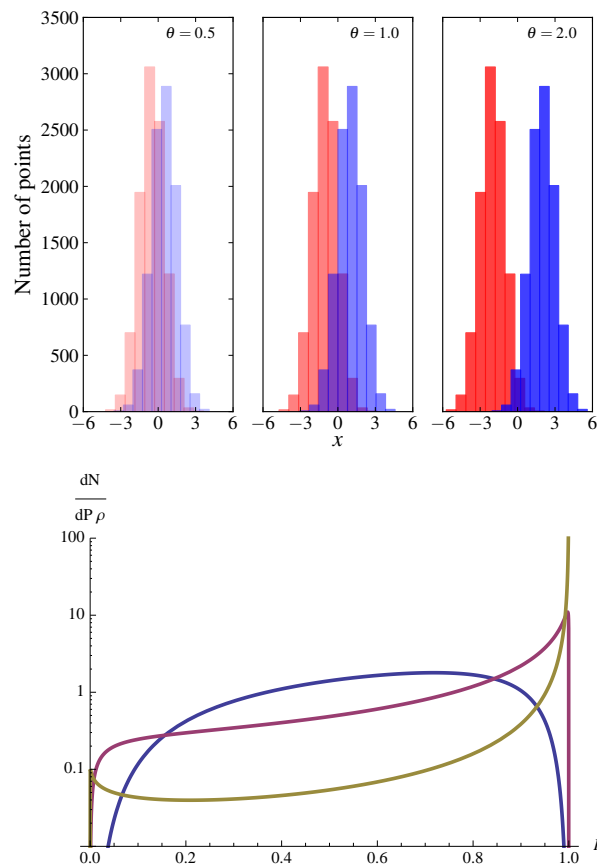 θ = 0.5
θ = 1.0
θ = 2.0
3500
3000
2500
2000
1500
1000
500
0
Number of points
−6 −3 0 3 6
−6 −3 0 3 6
−6 −3 0 3 6
x
dN
dP ρ
100
10
1
0.1
0.0 0.2 0.4 0.6 0.8 1.0